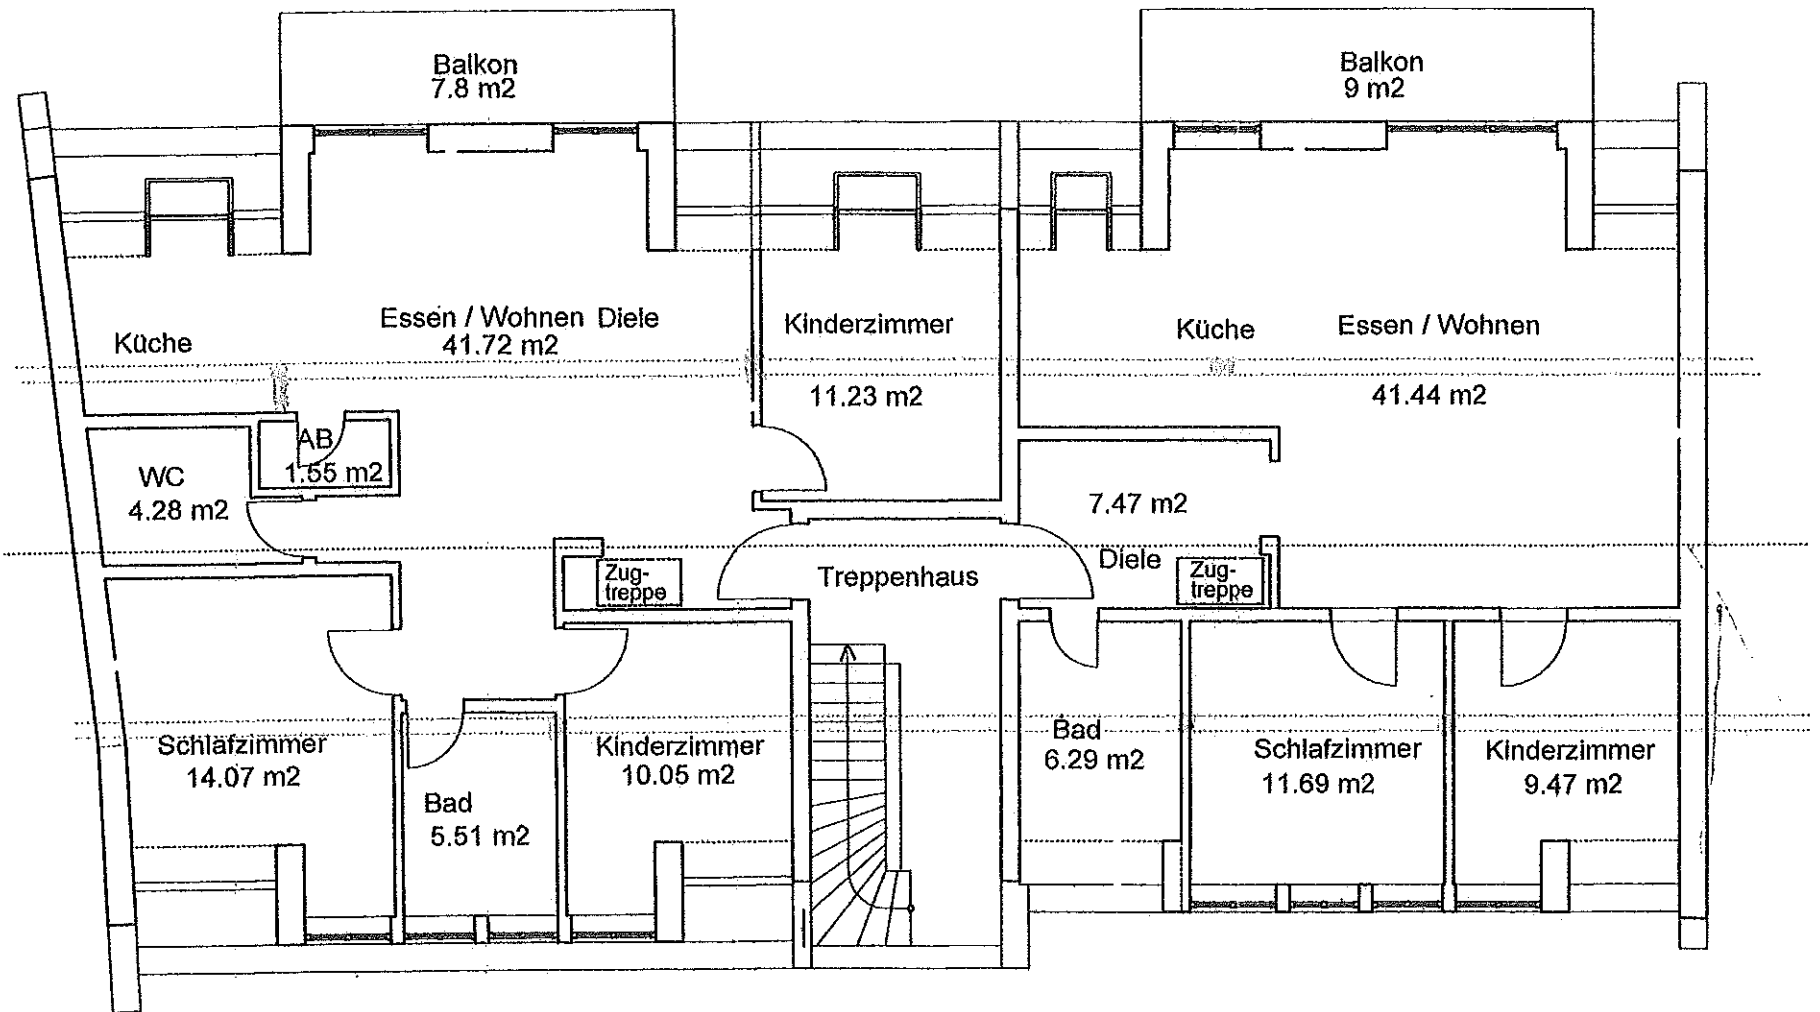 Balkon
7.8 m2
Balkon
9 m2
Küche
Essen / Wohnen Diele
41.72 m2
Kinderzimmer
11.23 m2
Küche
Essen / Wohnen
41.44 m2
AB
1.55 m2
WC
4.28 m2
7.47 m2
Diele
Zug-
treppe
Treppenhaus
Zug-
treppe
Schlafzimmer
14.07 m2
Bad
5.51 m2
Kinderzimmer
10.05 m2
Bad
6.29 m2
Schlafzimmer
11.69 m2
Kinderzimmer
9.47 m2